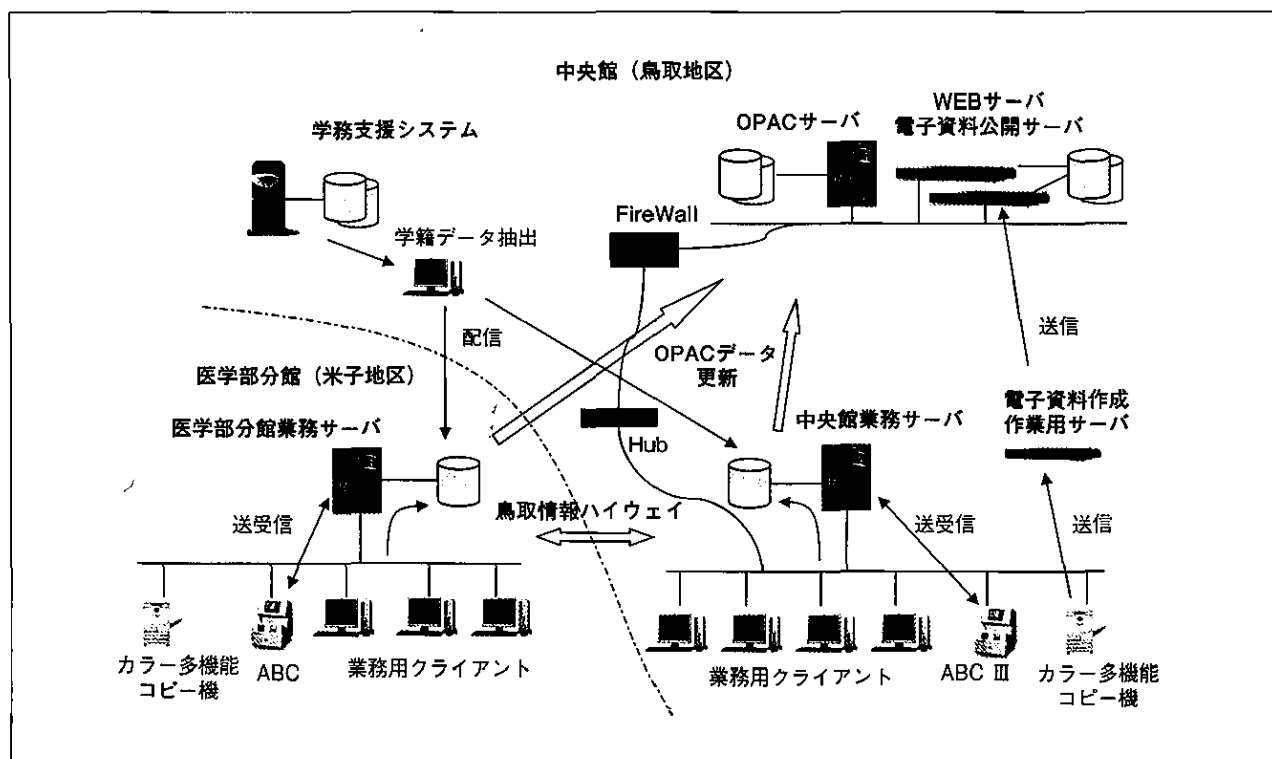 中央館（鳥取地区）
学務支援システム
OPACサーバ
WEBサーバ
電子資料公開サーバ
FireWall
学籍データ抽出
配信
送信
OPACデータ
更新
医学部分館（米子地区）
医学部分館業務サーバ
Hub
中央館業務サーバ
電子資料作成
作業用サーバ
鳥取情報ハイウェイ
送受信
送受信
送信
カラー多機能
コピー機
ABC
業務用クライアント
業務用クライアント
ABC III
カラー多機能
コピー機